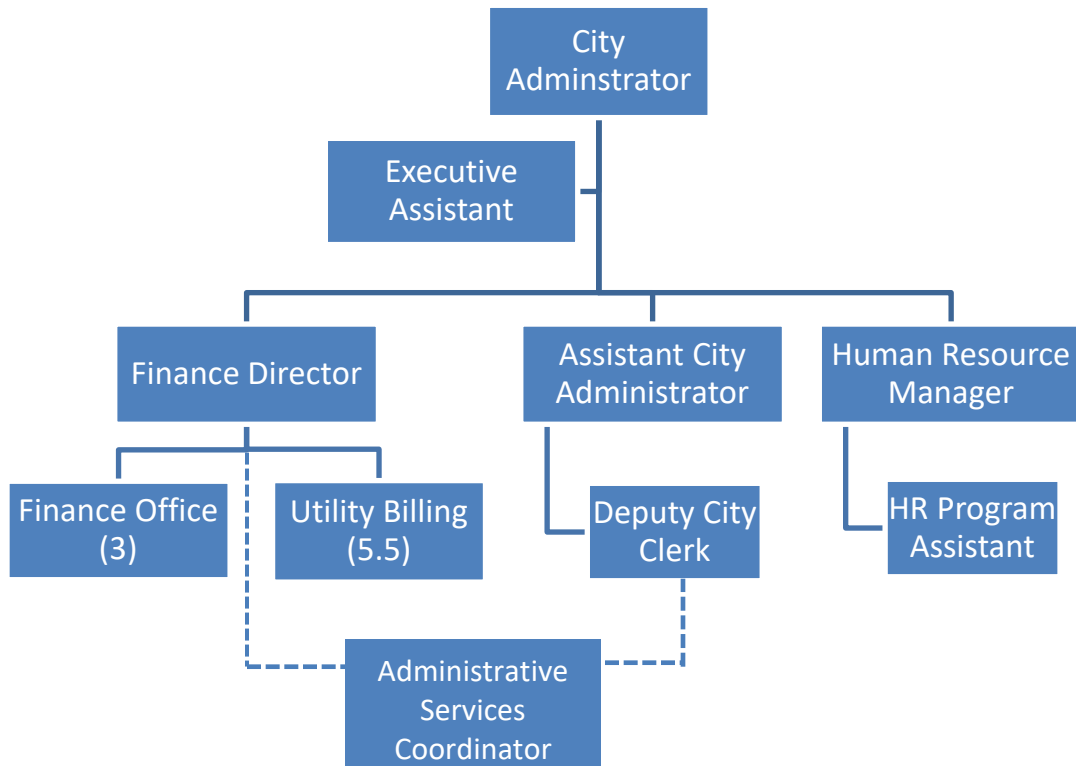 City
Adminstrator
Executive
Assistant
Finance Director
Assistant City
Administrator
Human Resource
Manager
Finance Office
(3)
Utility Billing
(5.5)
Deputy City
Clerk
HR Program
Assistant
Administrative
Services
Coordinator